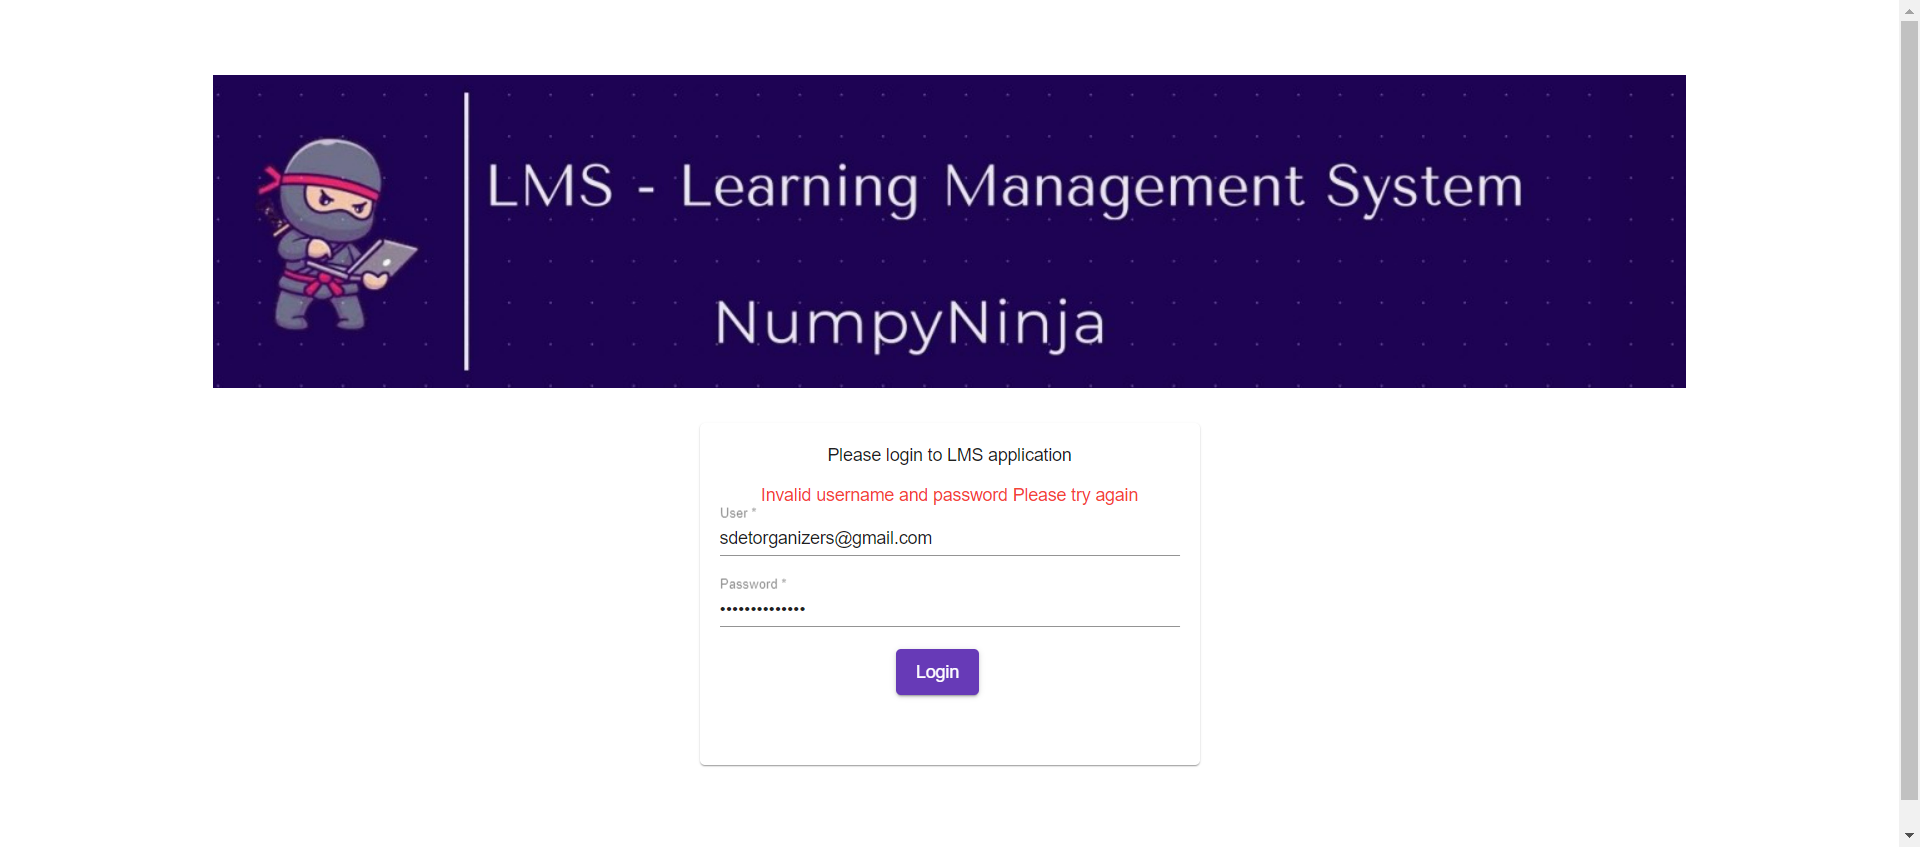 LMS - Learning Management System
NumpyNinja
Please login to LMS application
Invalid username and password Please try again
User *
sdetorganizers@gmail.com
Password *
••••••••••••••
Login